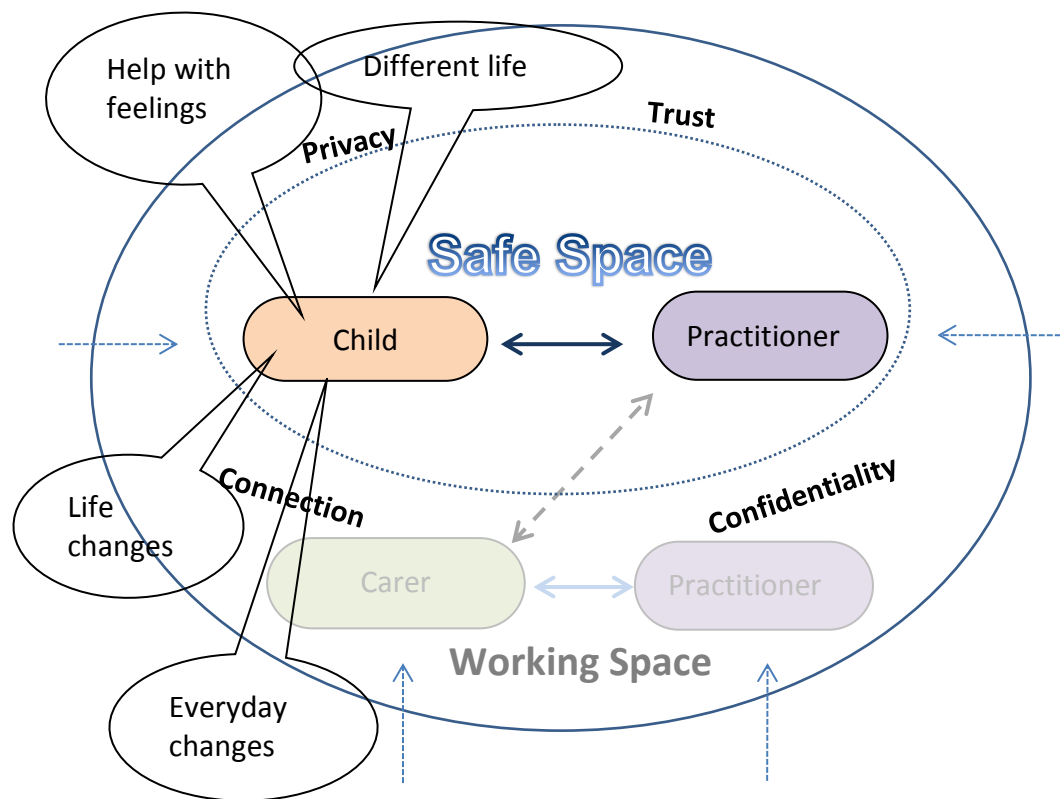 Help with
feelings
Different life
Trust
Privacy
Safe Space
Child
Practitioner
Connection
Confidentiality
Life
changes
Carer
Practitioner
Working Space
Everyday
changes